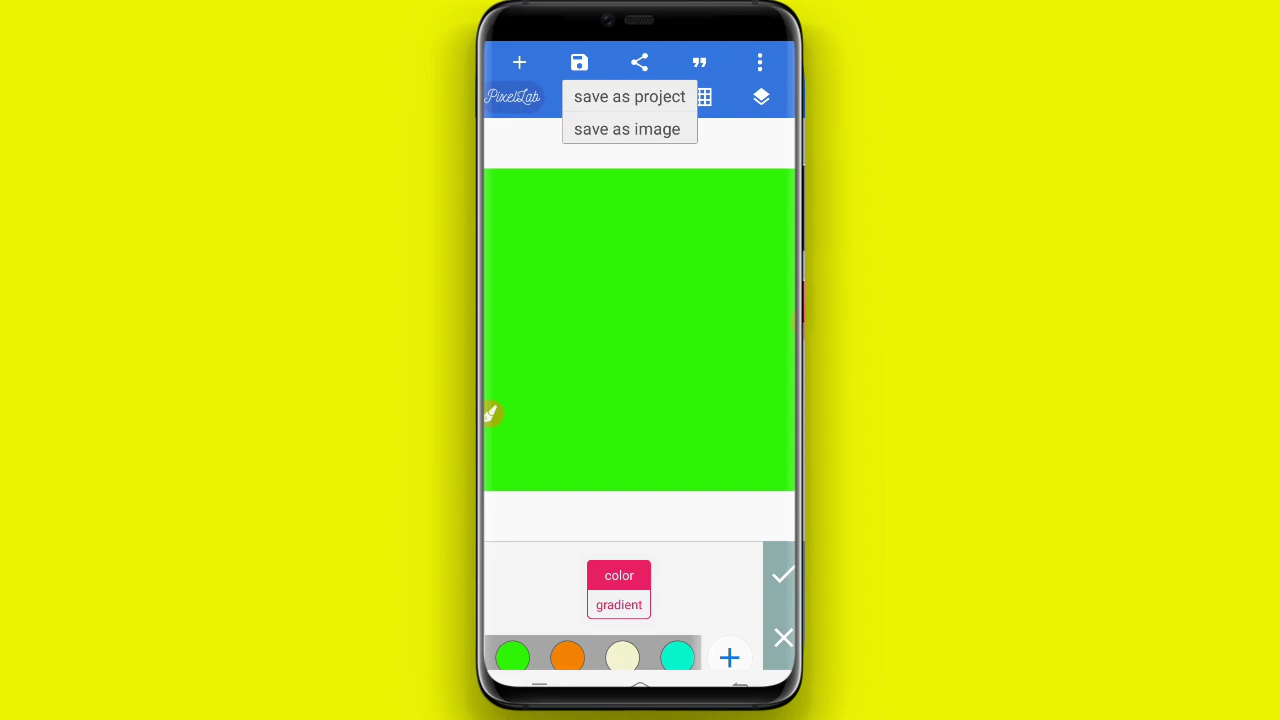 PixelLab
save as project
save as image
color
gradient